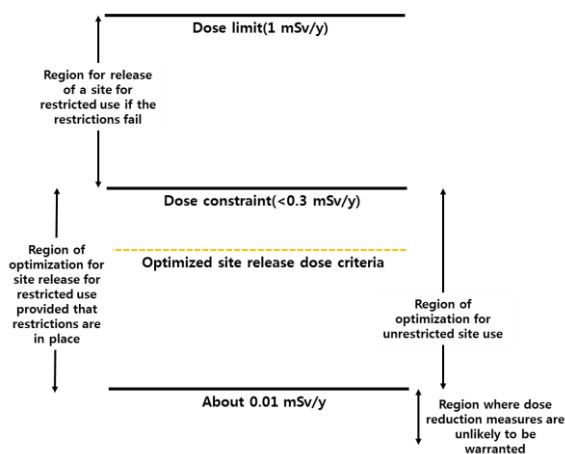 Dose limit(1 mSv/y)
Region for release
of a site for
restricted use if the
restrictions fail
Dose constraint(<0.3 mSv/y)
Region of
optimization for
site release for
restricted use
provided that
restrictions are
in place
Optimized site release dose criteria
Region of
optimization for
unrestricted site use
About 0.01 mSv/y
Region where dose
reduction measures are
unlikely to be
warranted